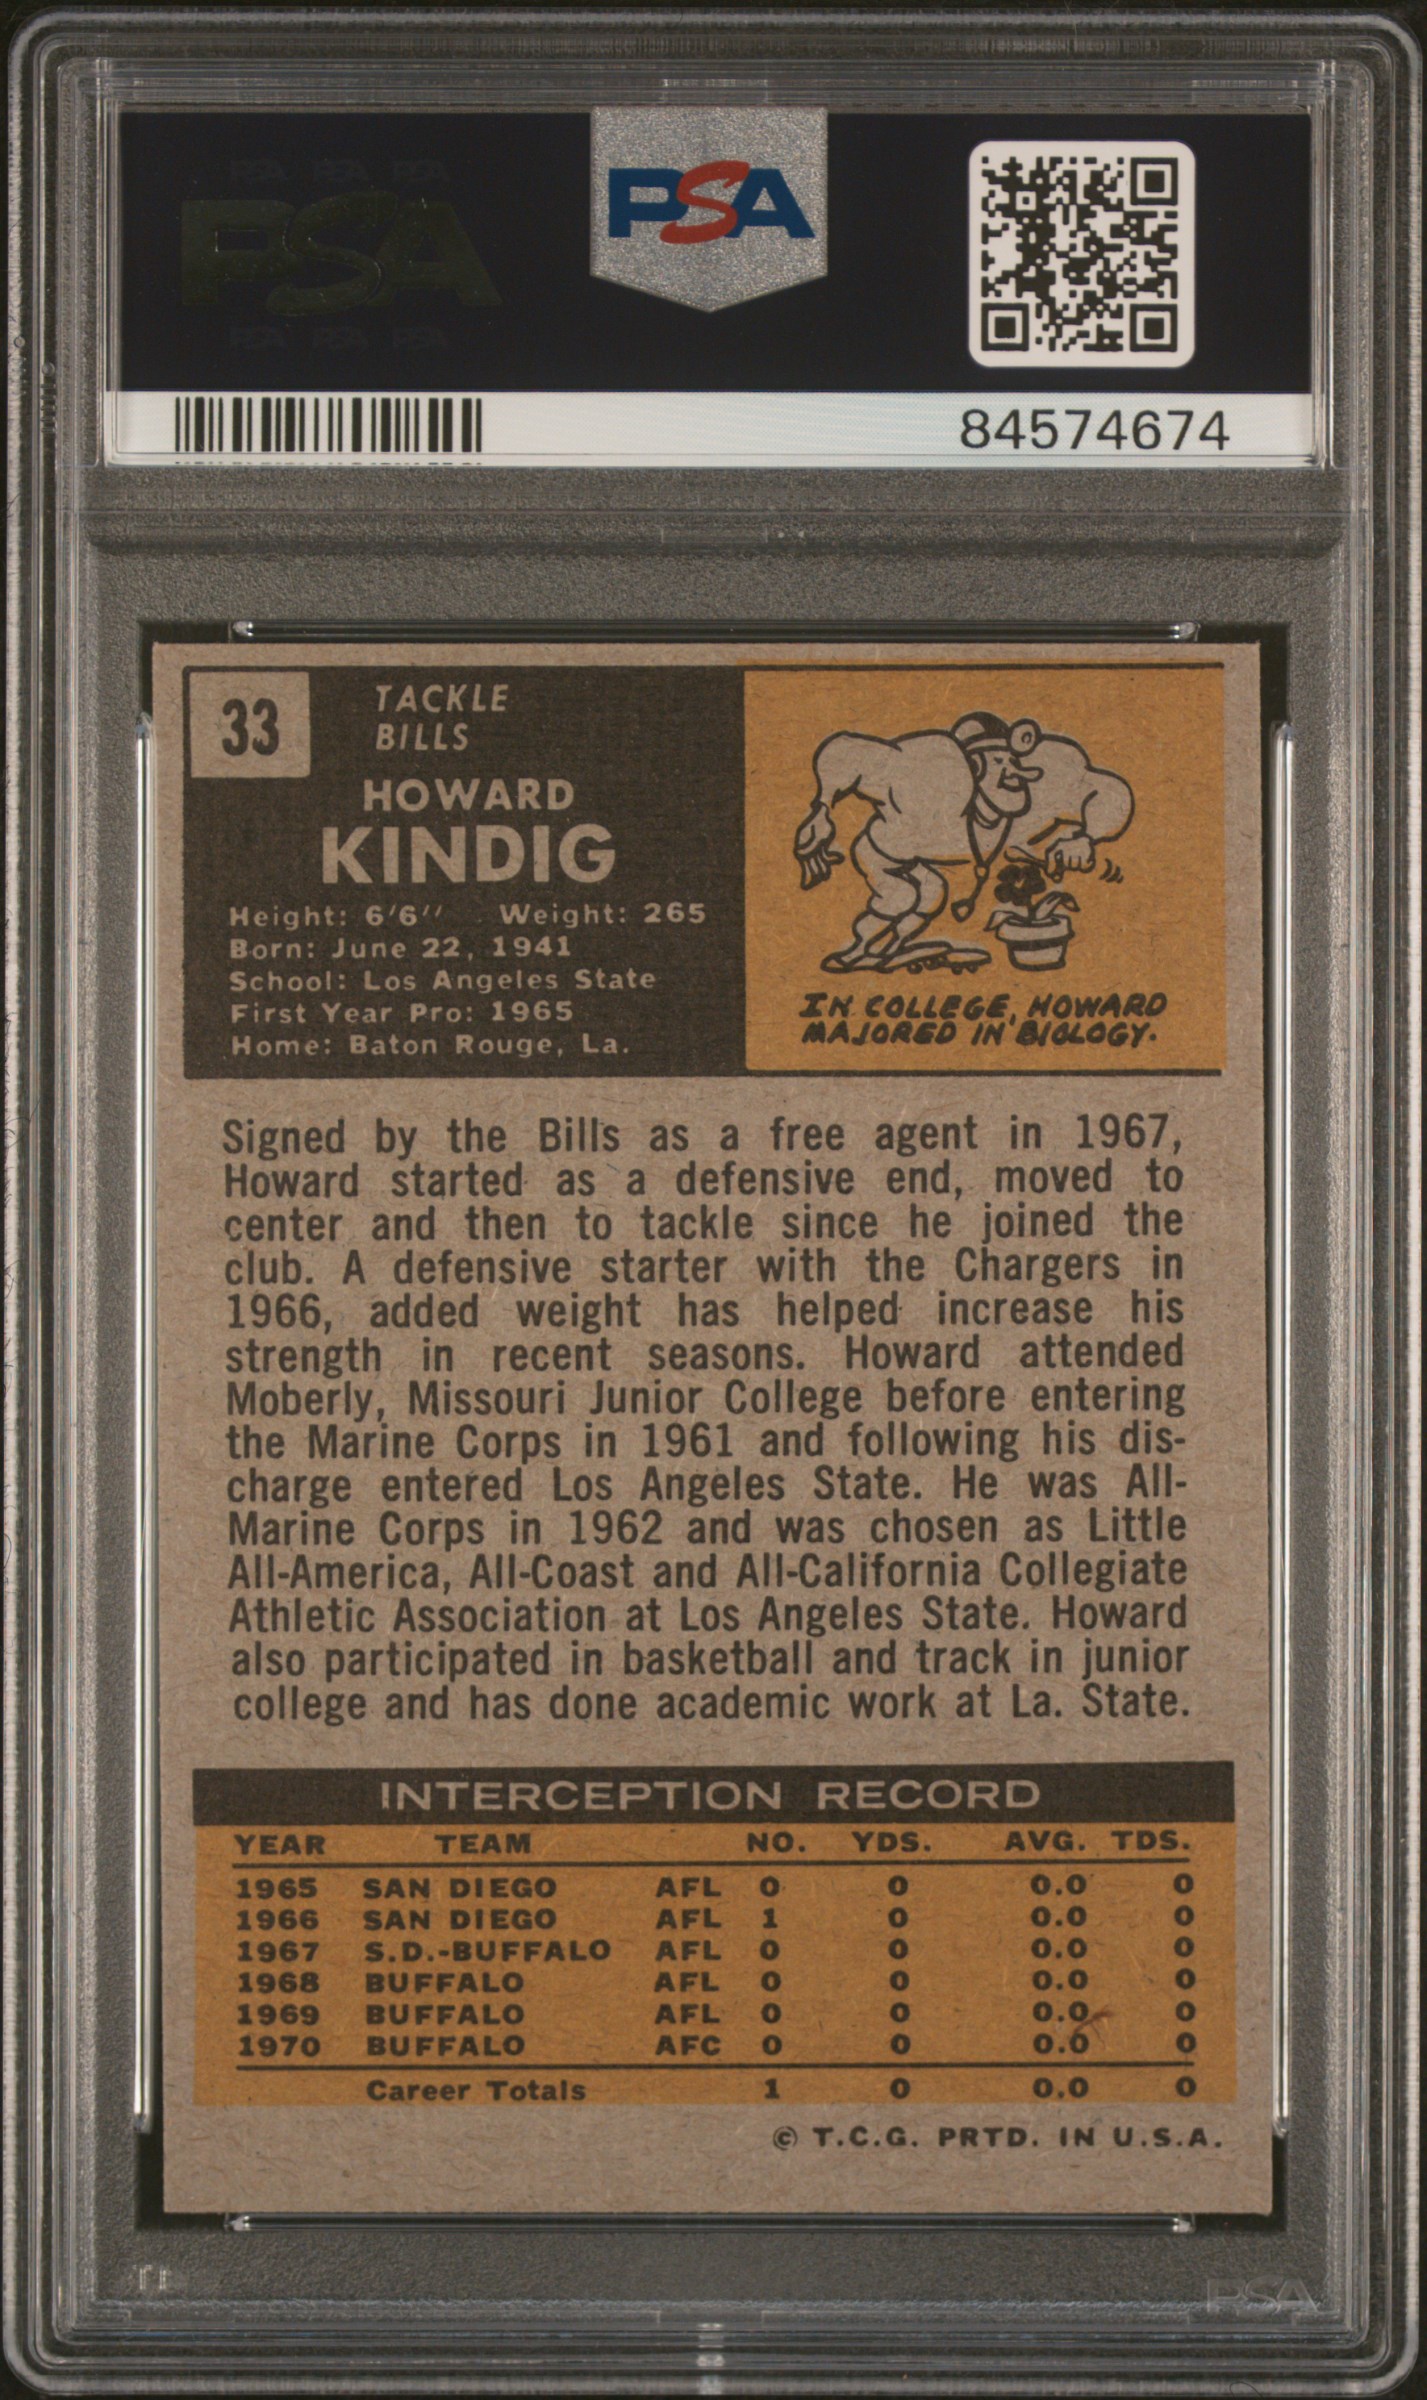 PSA
PSA
84574674
33
TACKLE
BILLS
HOWARD
KINDIG
Height: 6'6'' Weight: 265
Born: June 22, 1941
School: Los Angeles State
First Year Pro: 1965
Home: Baton Rouge, La.
IN COLLEGE, HOWARD
MAJORED IN BIOLOGY.
Signed by the Bills as a free agent in 1967,
Howard started as a defensive end, moved to
center and then to tackle since he joined the
club. A defensive starter with the Chargers in
1966, added weight has helped increase his
strength in recent seasons. Howard attended
Moberly, Missouri Junior College before entering
the Marine Corps in 1961 and following his dis-
charge entered Los Angeles State. He was All-
Marine Corps in 1962 and was chosen as Little
All-America, All-Coast and All-California Collegiate
Athletic Association at Los Angeles State. Howard
also participated in basketball and track in junior
college and has done academic work at La. State.
INTERCEPTION RECORD
YEAR TEAM NO. YDS. AVG. TDS.
1965 SAN DIEGO AFL 0 0 0.0 0
1966 SAN DIEGO AFL 1 0 0.0 0
1967 S.D.-BUFFALO AFL 0 0 0.0 0
1968 BUFFALO AFL 0 0 0.0 0
1969 BUFFALO AFL 0 0 0.0 0
1970 BUFFALO AFC 0 0 0.0 0
Career Totals 1 0 0.0 0
© T.C.G. PRTD. IN U.S.A.
PSA